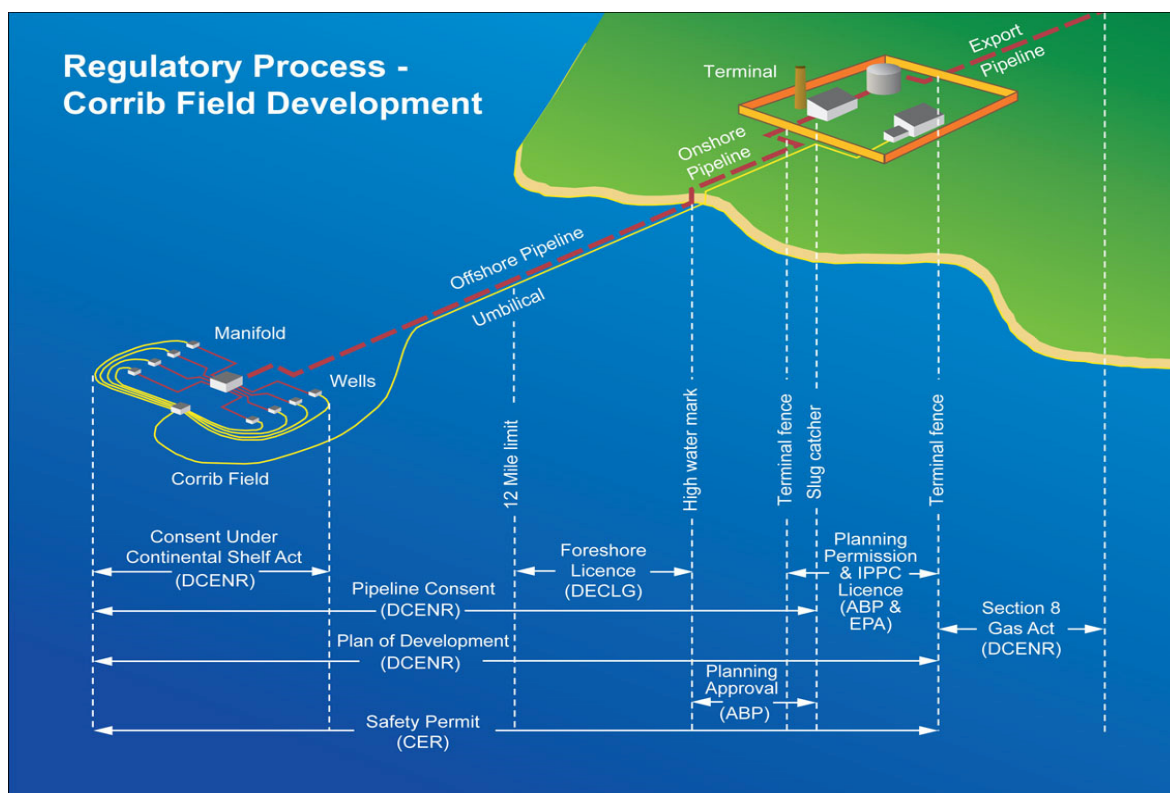 Regulatory Process -
Corrib Field Development
Terminal
Export
Pipeline
Onshore
Pipeline
Offshore Pipeline
Umbilical
Manifold
Wells
Corrib Field
12 Mile limit
High water mark
Terminal fence
Slug catcher
Terminal fence
Consent Under
Continental Shelf Act
(DCENR)
Foreshore
Licence
(DECLG)
Planning
Permission
& IPPC
Licence
(ABP &
EPA)
Pipeline Consent
(DCENR)
Section 8
Gas Act
(DCENR)
Plan of Development
(DCENR)
Planning
Approval
(ABP)
Safety Permit
(CER)